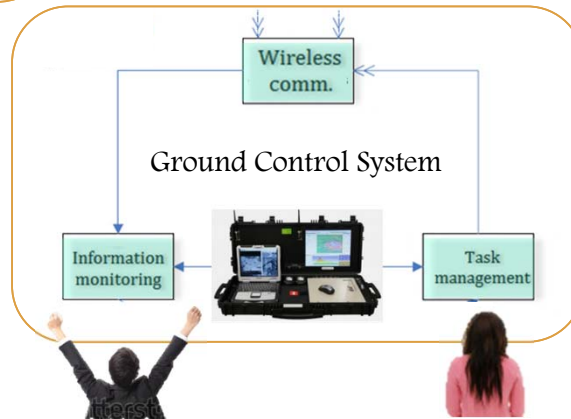 Wireless
comm.
Ground Control System
Information
monitoring
Task
management